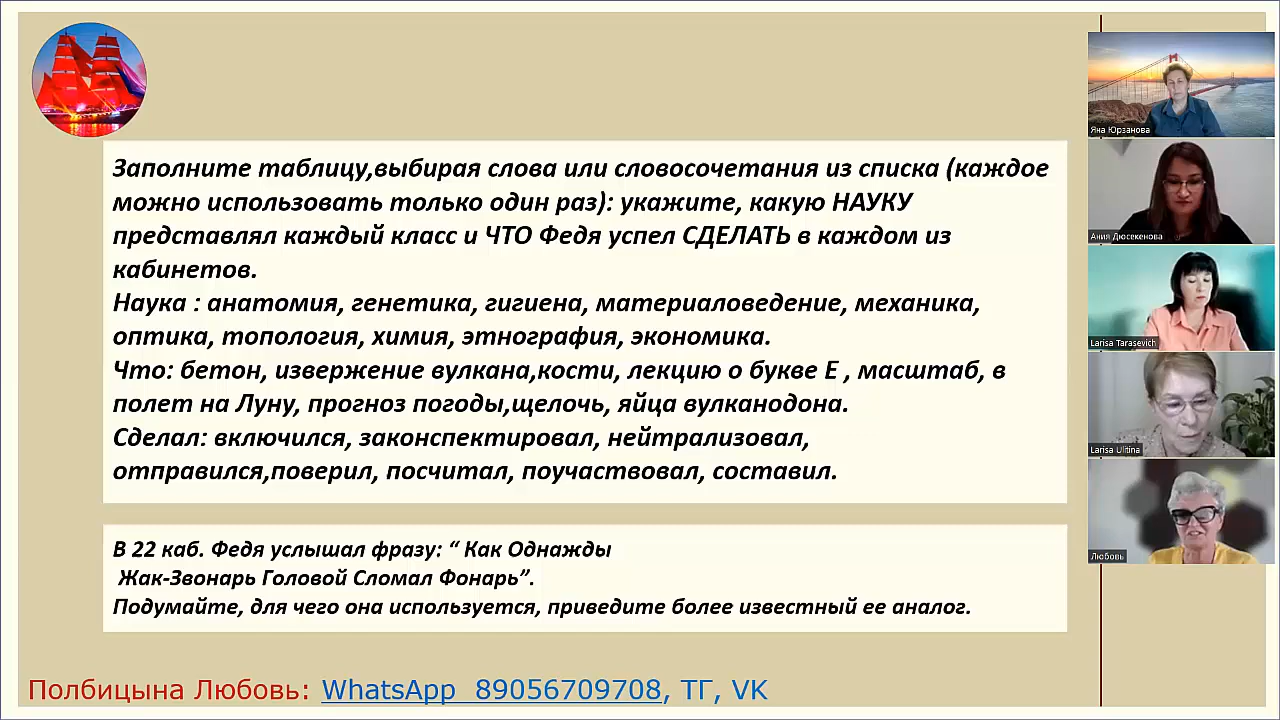 Заполните таблицу,выбирая слова или словосочетания из списка (каждое
можно использовать только один раз): укажите, какую НАУКУ
представлял каждый класс и ЧТО Федя успел СДЕЛАТЬ в каждом из
кабинетов.
Наука : анатомия, генетика, гигиена, материаловедение, механика,
оптика, топология, химия, этнография, экономика.
Что: бетон, извержение вулкана,кости, лекцию о букве Е , масштаб, в
полет на Луну, прогноз погоды,щелочь, яйца вулканодона.
Сделал: включился, законспектировал, нейтрализовал,
отправился,поверил, посчитал, поучаствовал, составил.
В 22 каб. Федя услышал фразу: “ Как Однажды
Жак-Звонарь Головой Сломал Фонарь”.
Подумайте, для чего она используется, приведите более известный ее аналог.
Полбицына Любовь: WhatsApp 89056709708, ТГ, VK
Яна Юрзанова
Ания Дюсекенова
Larisa Tarasevich
Larisa Ulitina
Любовь